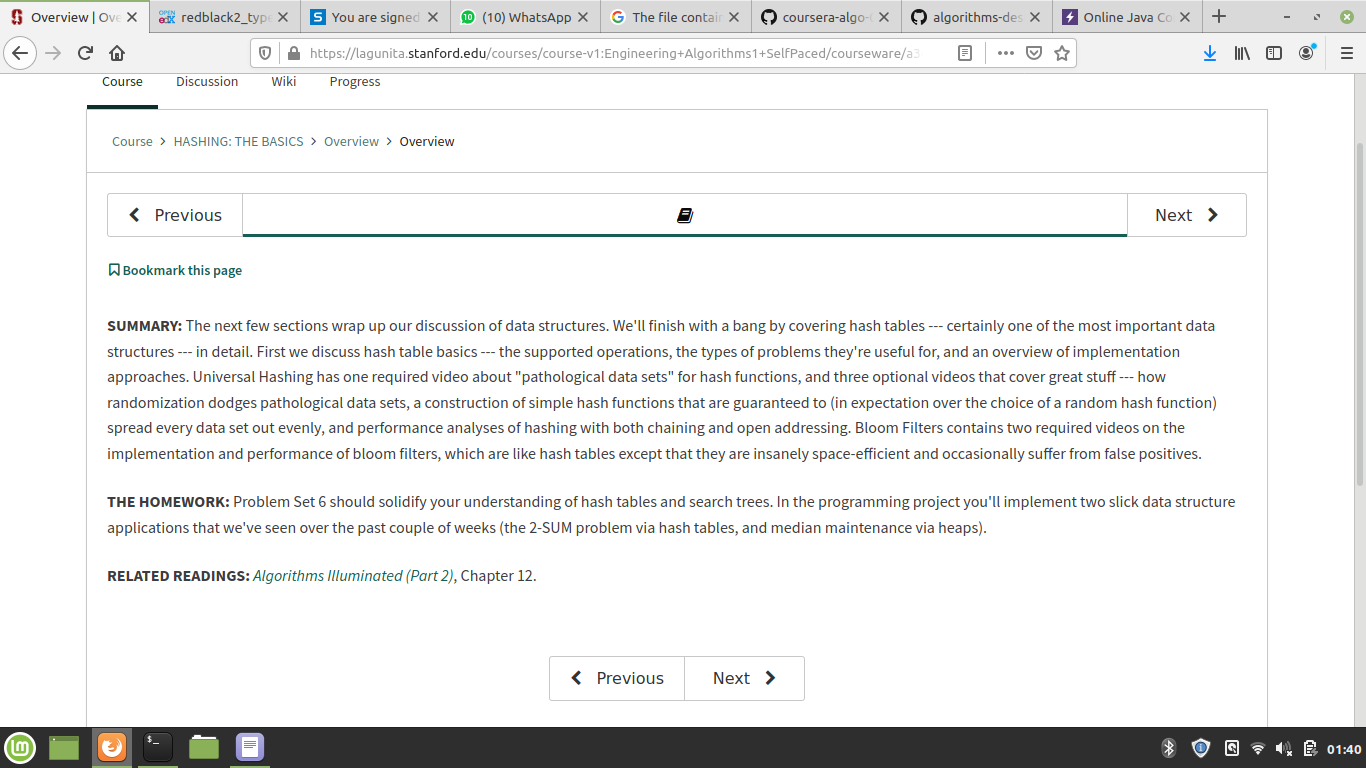 Overview | Ove
redblack2_type
You are signed
(10) WhatsApp
The file contai
coursera-algo-
algorithms-des
Online Java Co
https://lagunita.stanford.edu/courses/course-v1:Engineering+Algorithms1+SelfPaced/courseware/a3
Course Discussion Wiki Progress
Course > HASHING: THE BASICS > Overview > Overview
Previous
Next
Bookmark this page
SUMMARY: The next few sections wrap up our discussion of data structures. We'll finish with a bang by covering hash tables --- certainly one of the most important data
structures --- in detail. First we discuss hash table basics --- the supported operations, the types of problems they're useful for, and an overview of implementation
approaches. Universal Hashing has one required video about "pathological data sets" for hash functions, and three optional videos that cover great stuff --- how
randomization dodges pathological data sets, a construction of simple hash functions that are guaranteed to (in expectation over the choice of a random hash function)
spread every data set out evenly, and performance analyses of hashing with both chaining and open addressing. Bloom Filters contains two required videos on the
implementation and performance of bloom filters, which are like hash tables except that they are insanely space-efficient and occasionally suffer from false positives.
THE HOMEWORK: Problem Set 6 should solidify your understanding of hash tables and search trees. In the programming project you'll implement two slick data structure
applications that we've seen over the past couple of weeks (the 2-SUM problem via hash tables, and median maintenance via heaps).
RELATED READINGS: Algorithms Illuminated (Part 2), Chapter 12.
Previous
Next
01:40